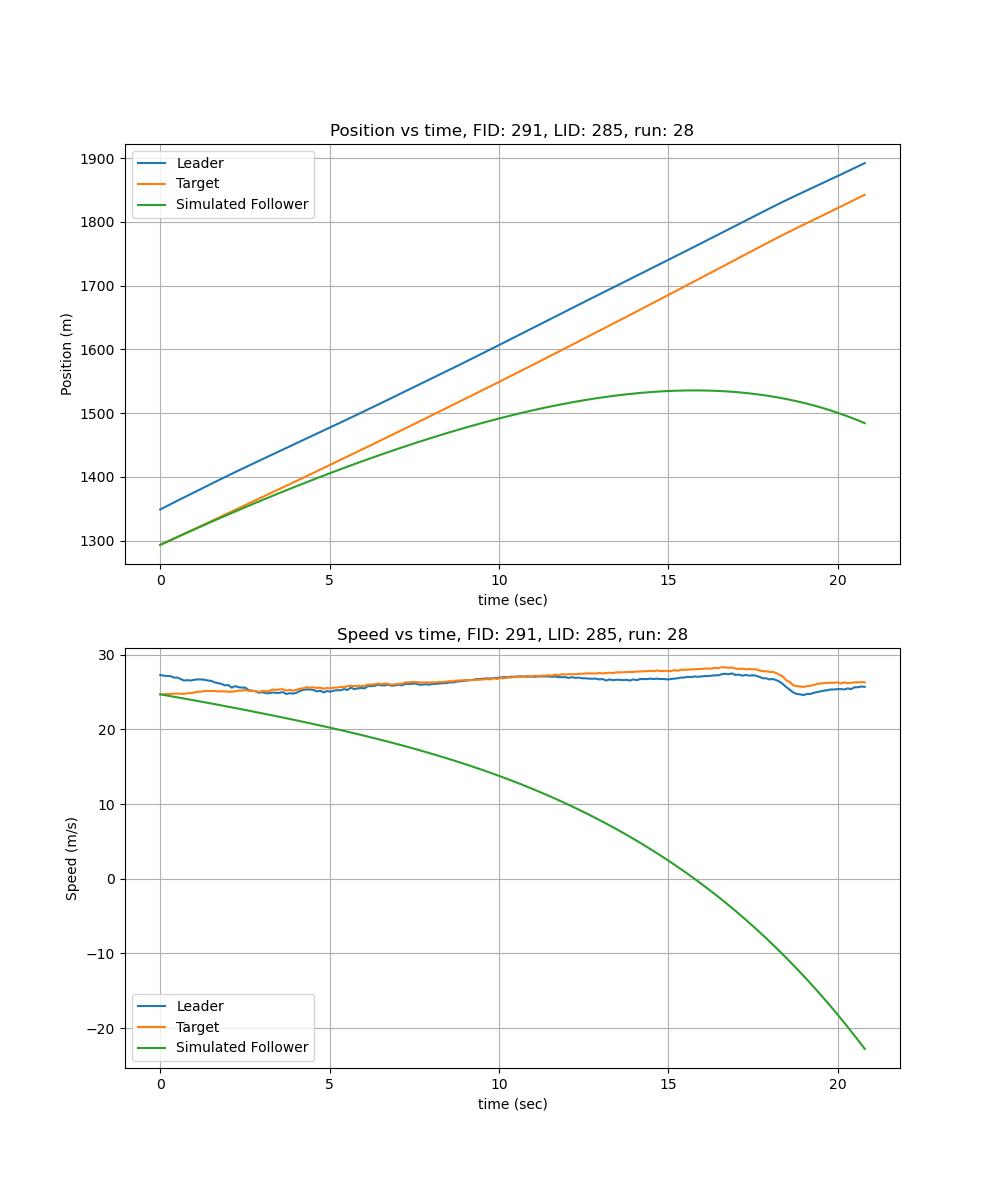 Position vs time, FID: 291, LID: 285, run: 28
Leader
Target
Simulated Follower
Position (m)
1900
1800
1700
1600
1500
1400
1300
0 5 10 15 20
time (sec)
Speed vs time, FID: 291, LID: 285, run: 28
Speed (m/s)
30
20
10
0
−10
−20
Leader
Target
Simulated Follower
0 5 10 15 20
time (sec)